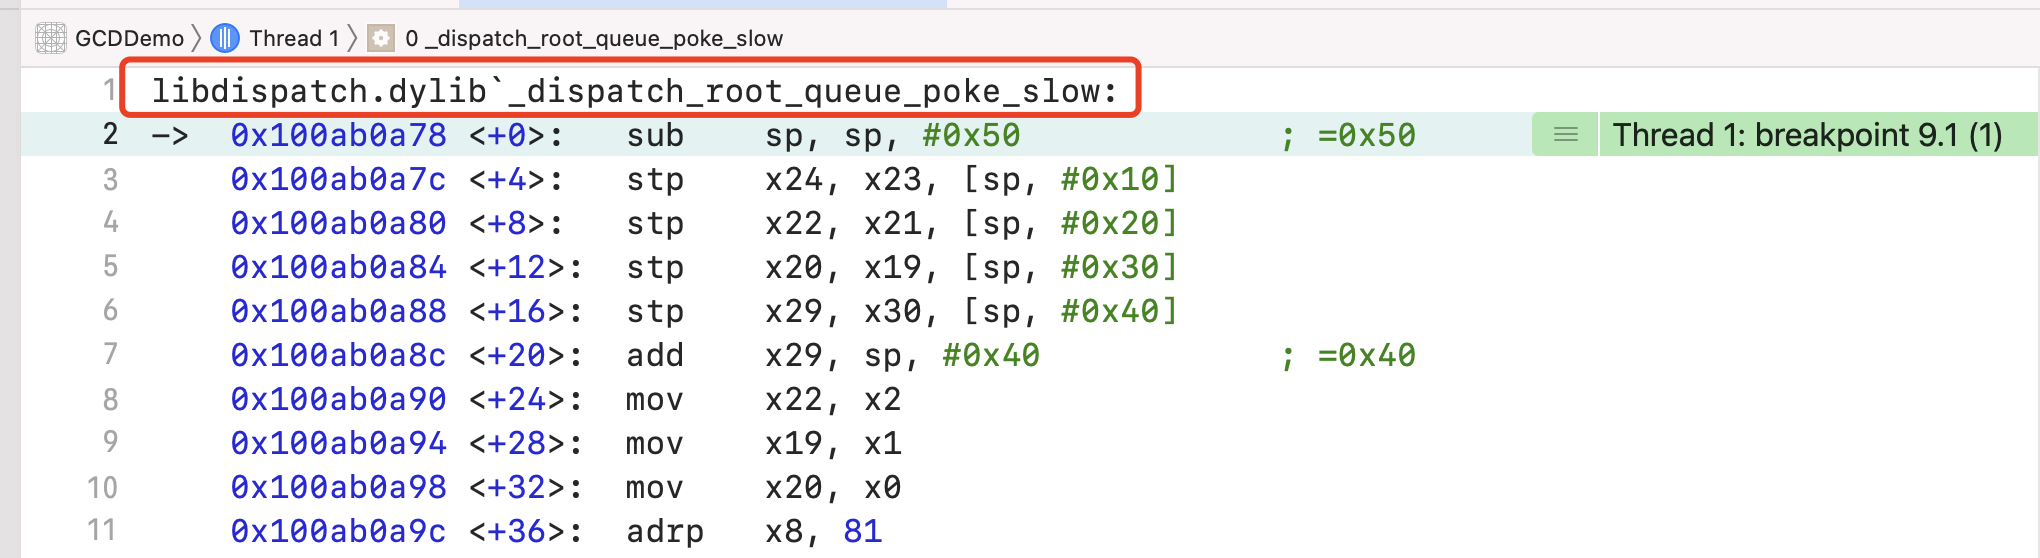 GCDDemo 〉 Thread 1 〉 0 _dispatch_root_queue_poke_slow
1 libdispatch.dylib`_dispatch_root_queue_poke_slow:
2 -> 0x100ab0a78 <+0>: sub sp, sp, #0x50 ; =0x50 Thread 1: breakpoint 9.1 (1)
3 0x100ab0a7c <+4>: stp x24, x23, [sp, #0x10]
4 0x100ab0a80 <+8>: stp x22, x21, [sp, #0x20]
5 0x100ab0a84 <+12>: stp x20, x19, [sp, #0x30]
6 0x100ab0a88 <+16>: stp x29, x30, [sp, #0x40]
7 0x100ab0a8c <+20>: add x29, sp, #0x40 ; =0x40
8 0x100ab0a90 <+24>: mov x22, x2
9 0x100ab0a94 <+28>: mov x19, x1
10 0x100ab0a98 <+32>: mov x20, x0
11 0x100ab0a9c <+36>: adrp x8, 81